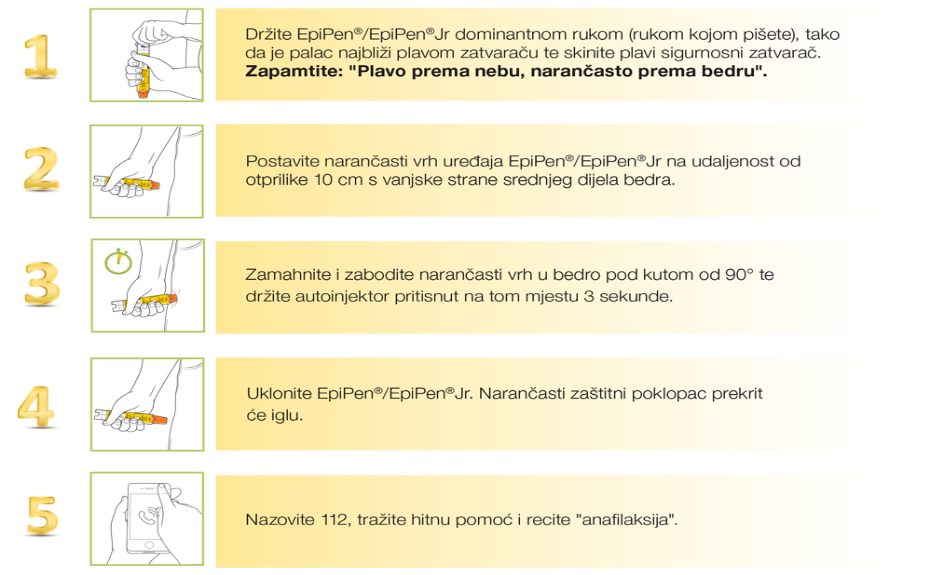 1
Držite EpiPen®/EpiPen®Jr dominantnom rukom (rukom kojom pišete), tako
da je palac najbliži plavom zatvaraču te skinite plavi sigurnosni zatvarač.
Zapamtite: "Plavo prema nebu, narančasto prema bedru".
2
Postavite narančasti vrh uređaja EpiPen®/EpiPen®Jr na udaljenost od
otprilike 10 cm s vanjske strane srednjeg dijela bedra.
3
Zamahnite i zabodite narančasti vrh u bedro pod kutom od 90° te
držite autoinjektor pritisnut na tom mjestu 3 sekunde.
4
Uklonite EpiPen®/EpiPen®Jr. Narančasti zaštitni poklopac prekrit
će iglu.
5
Nazovite 112, tražite hitnu pomoć i recite "anafilaksija".